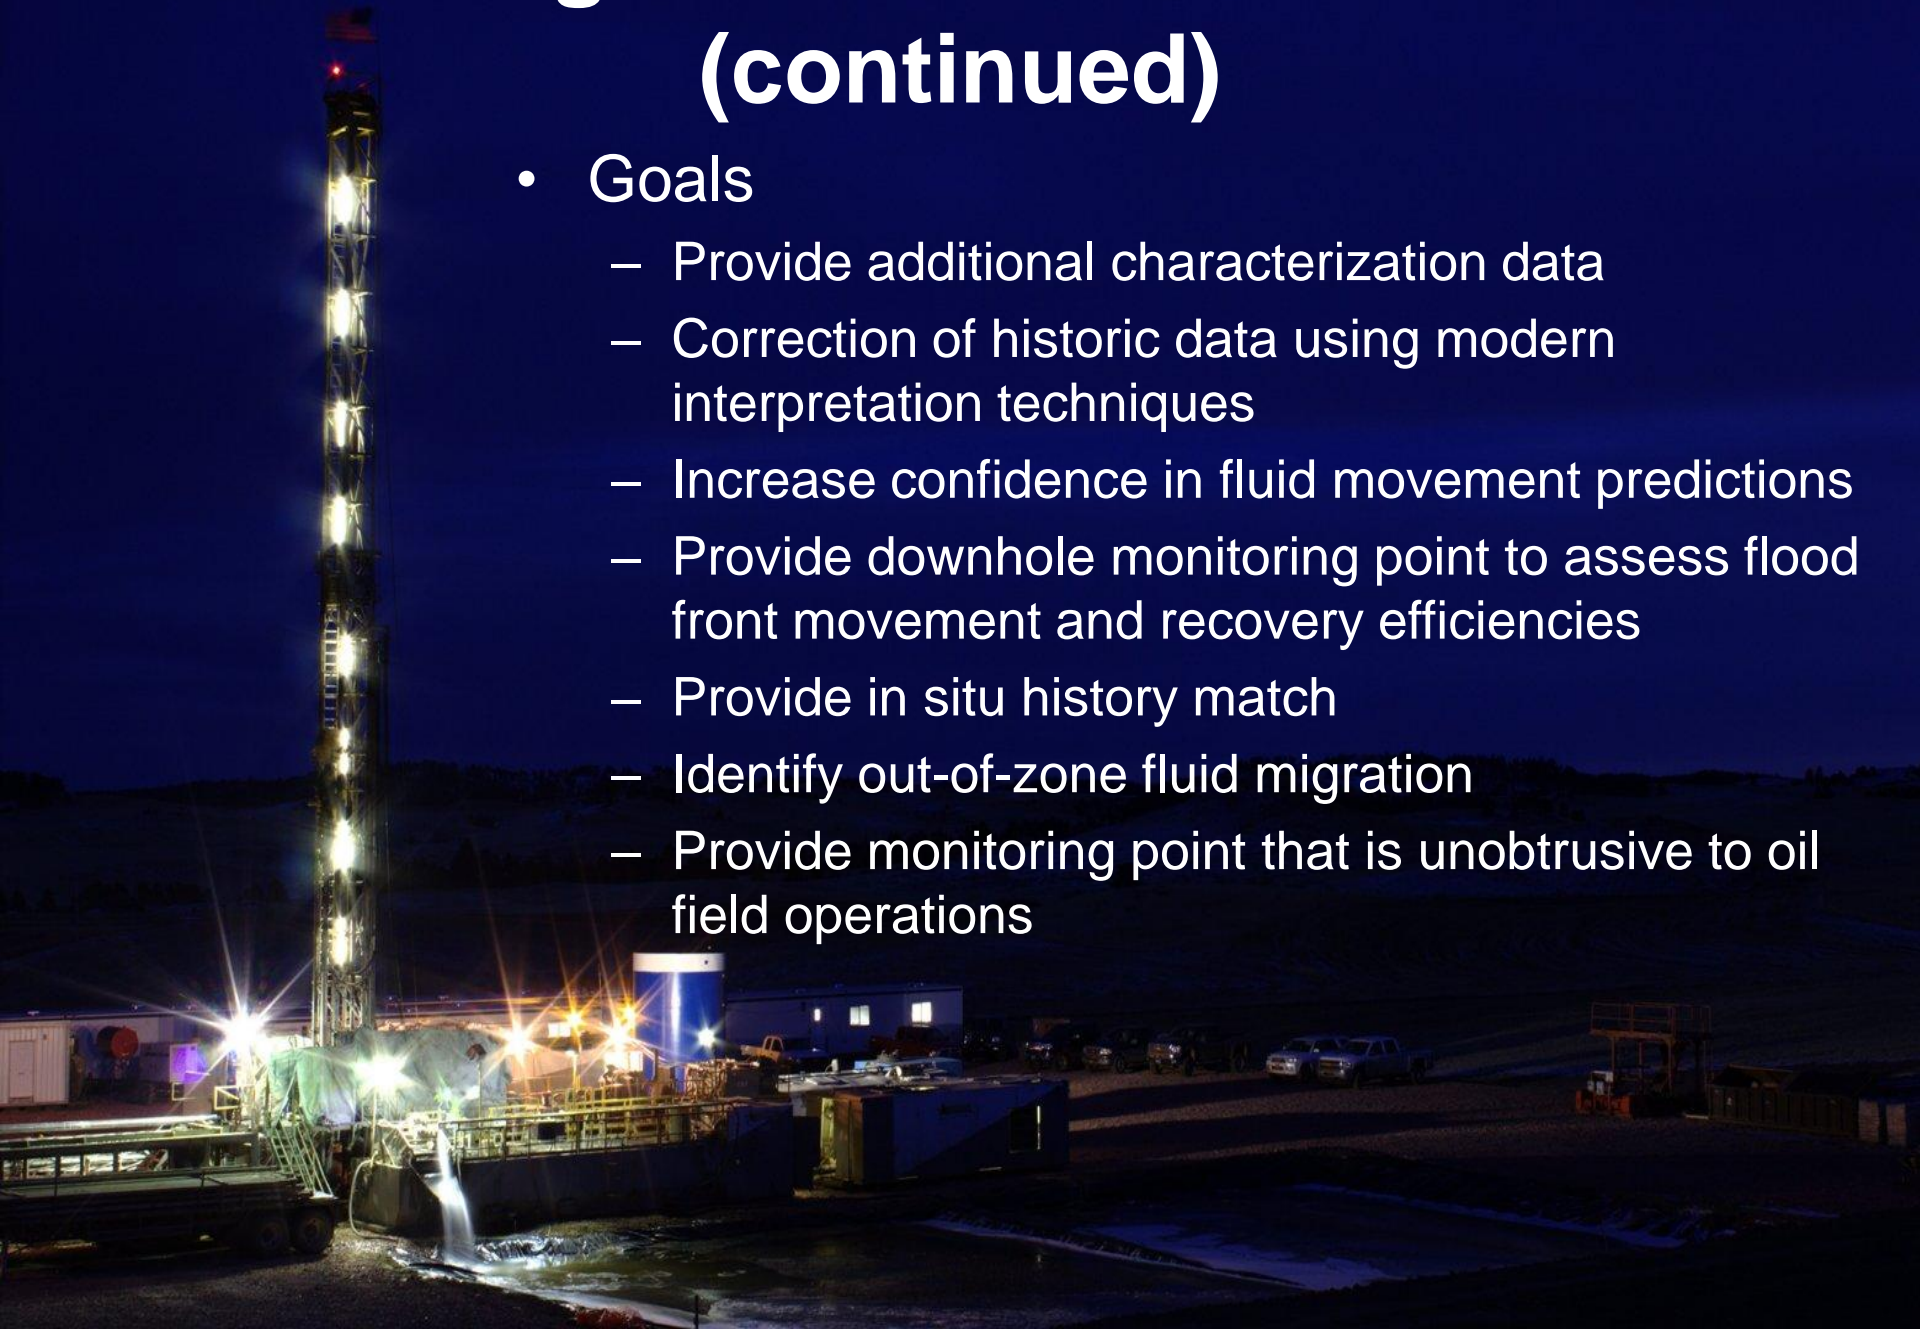 (continued)
• Goals
– Provide additional characterization data
– Correction of historic data using modern
interpretation techniques
– Increase confidence in fluid movement predictions
– Provide downhole monitoring point to assess flood
front movement and recovery efficiencies
– Provide in situ history match
– Identify out-of-zone fluid migration
– Provide monitoring point that is unobtrusive to oil
field operations